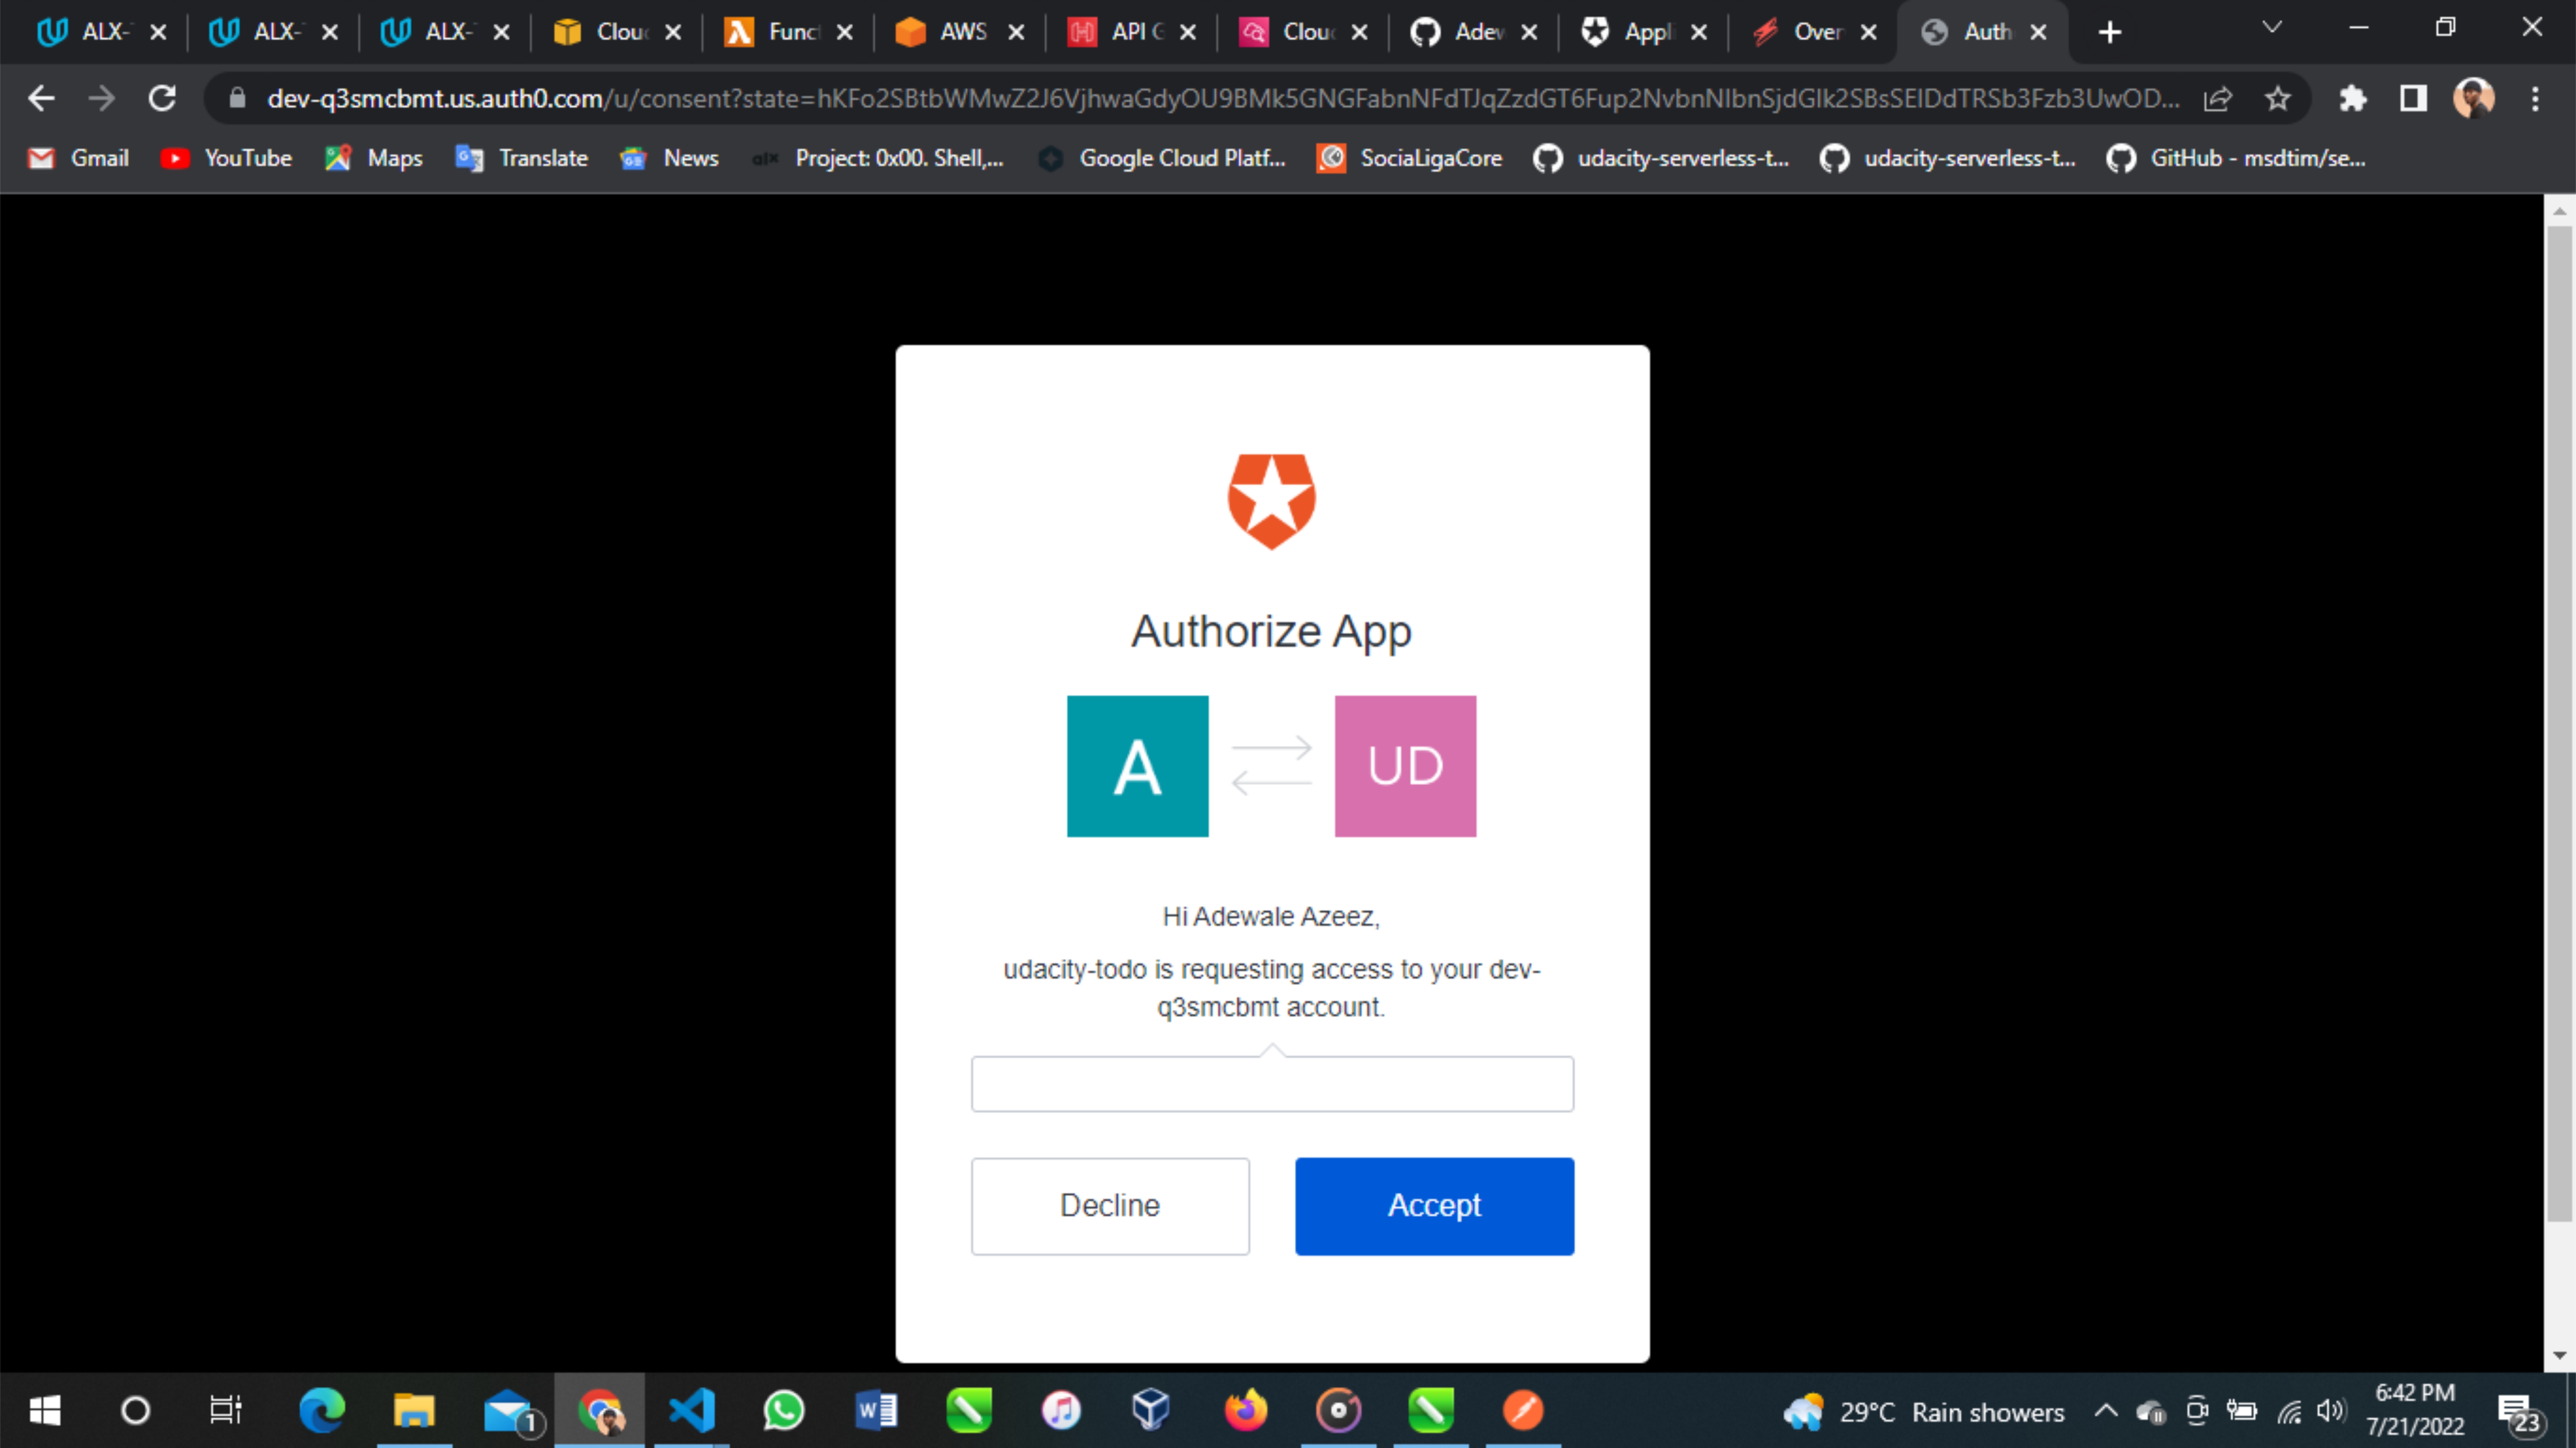 ALX-
ALX-
ALX-
Clou
Func
AWS
API G
Clou
Adew
Appl
Over
Auth
dev-q3smcbmt.us.auth0.com/u/consent?state=
Gmail
YouTube
Maps
Translate
News
alx
Project: 0x00. Shell,...
Google Cloud Platf...
SociaLigaCore
udacity-serverless-t...
udacity-serverless-t...
GitHub - msdtim/se...
Authorize App
A
UD
Hi Adewale Azeez,
udacity-todo is requesting access to your dev-
q3smcbmt account.
Decline
Accept
1
29°C Rain showers
6:42 PM
7/21/2022
23